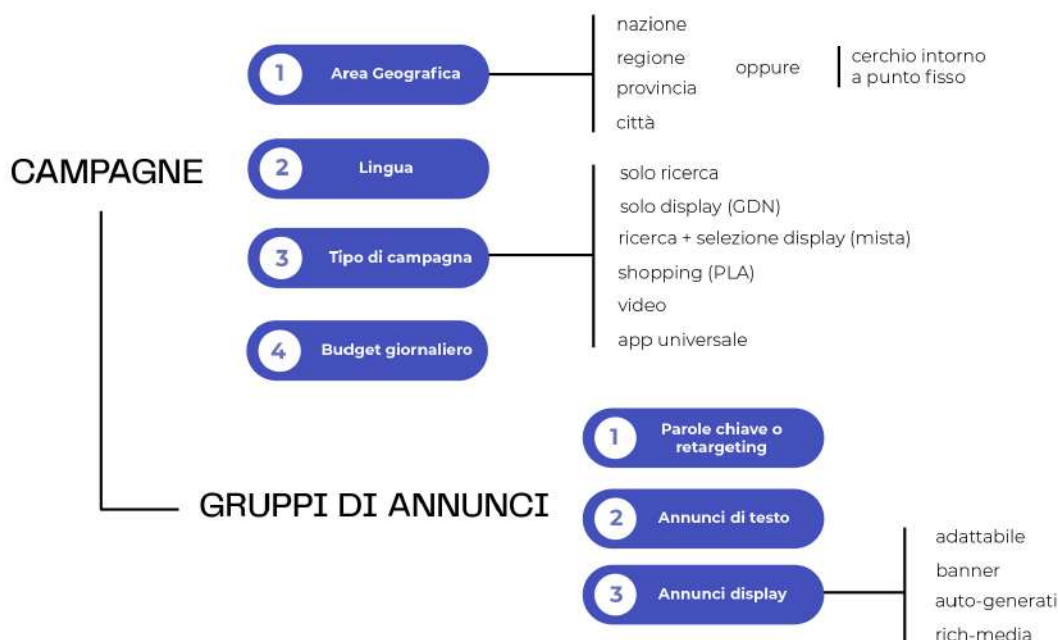 CAMPAGNE
1
Area Geografica
nazione
regione
provincia
città
oppure
cerchio intorno
a punto fisso
2
Lingua
3
Tipo di campagna
solo ricerca
solo display (GDN)
ricerca + selezione display (mista)
shopping (PLA)
video
app universale
4
Budget giornaliero
GRUPPI DI ANNUNCI
1
Parole chiave o
retargeting
2
Annunci di testo
3
Annunci display
adattabile
banner
auto-generati
rich-media